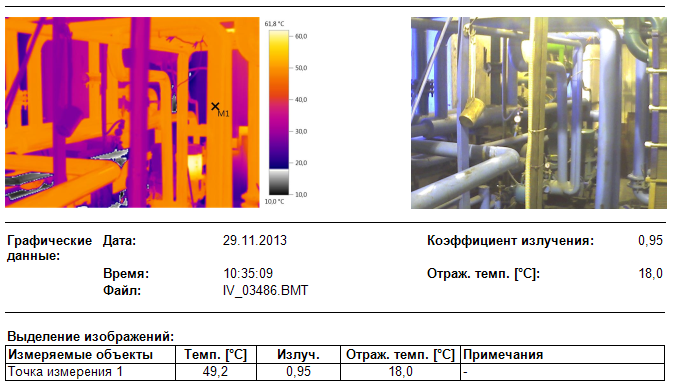 61,8 °C
60,0
50,0
40,0
30,0
20,0
10,0
10,0 °C
M1
Графические данные:
Дата: 29.11.2013 Коэффициент излучения: 0,95
Время: 10:35:09 Отраж. темп. [°C]: 18,0
Файл: IV_03486.BMT
Выделение изображений:
Измеряемые объекты Темп. [°C] Излуч. Отраж. темп. [°C] Примечания
Точка измерения 1 49,2 0,95 18,0 -